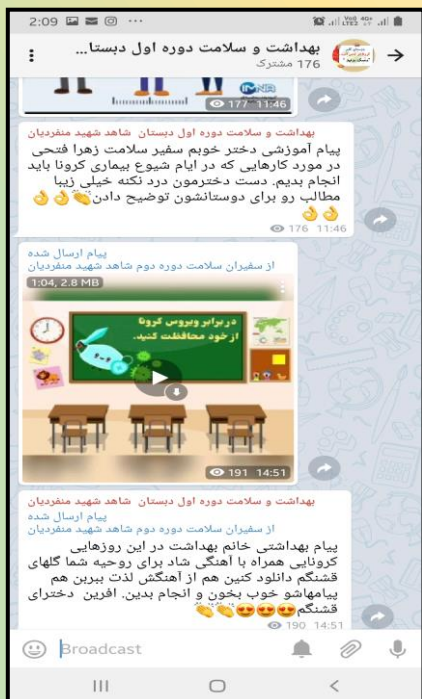 2:09
Vo5) 4G+
LTE2
بهداشت و سلامت دوره اول دبستا...
176 مشترک
IMNA
177 11:46
بهداشت و سلامت دوره اول دبستان شاهد شهید منفردیان
پیام آموزشی دختر خوبم سفیر سلامت زهرا فتحی
در مورد کارهایی که در ایام شیوع بیماری کرونا باید
انجام بدیم. دست دخترمون درد نکنه خیلی زیبا
مطالب رو برای دوستانشون توضیح دادن👏👌👌
👌👌
176 11:46
پیام ارسال شده
از سفیران سلامت دوره دوم شاهد شهید منفردیان
1:04, 2.8 MB
در برابر ویروس کرونا
از خود محافظت کنید.
191 14:51
بهداشت و سلامت دوره اول دبستان شاهد شهید منفردیان
پیام ارسال شده
از سفیران سلامت دوره دوم شاهد شهید منفردیان
پیام بهداشتی خانم بهداشت در این روزهایی
کرونایی همراه با آهنگی شاد برای روحیه شما گلهای
قشنگم دانلود کنین هم از آهنگش لذت ببرین هم
پیامهاشو خوب بخون و انجام بدین. افرین دخترای
قشنگم😍😍😍👏👏
190 14:51
Broadcast